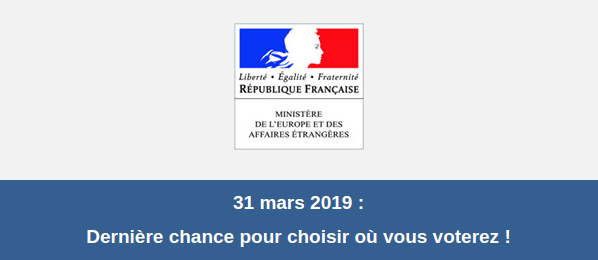 Liberté • Égalité • Fraternité
RÉPUBLIQUE FRANÇAISE
MINISTÈRE
DE L'EUROPE ET DES
AFFAIRES ÉTRANGÈRES
31 mars 2019 :
Dernière chance pour choisir où vous voterez !